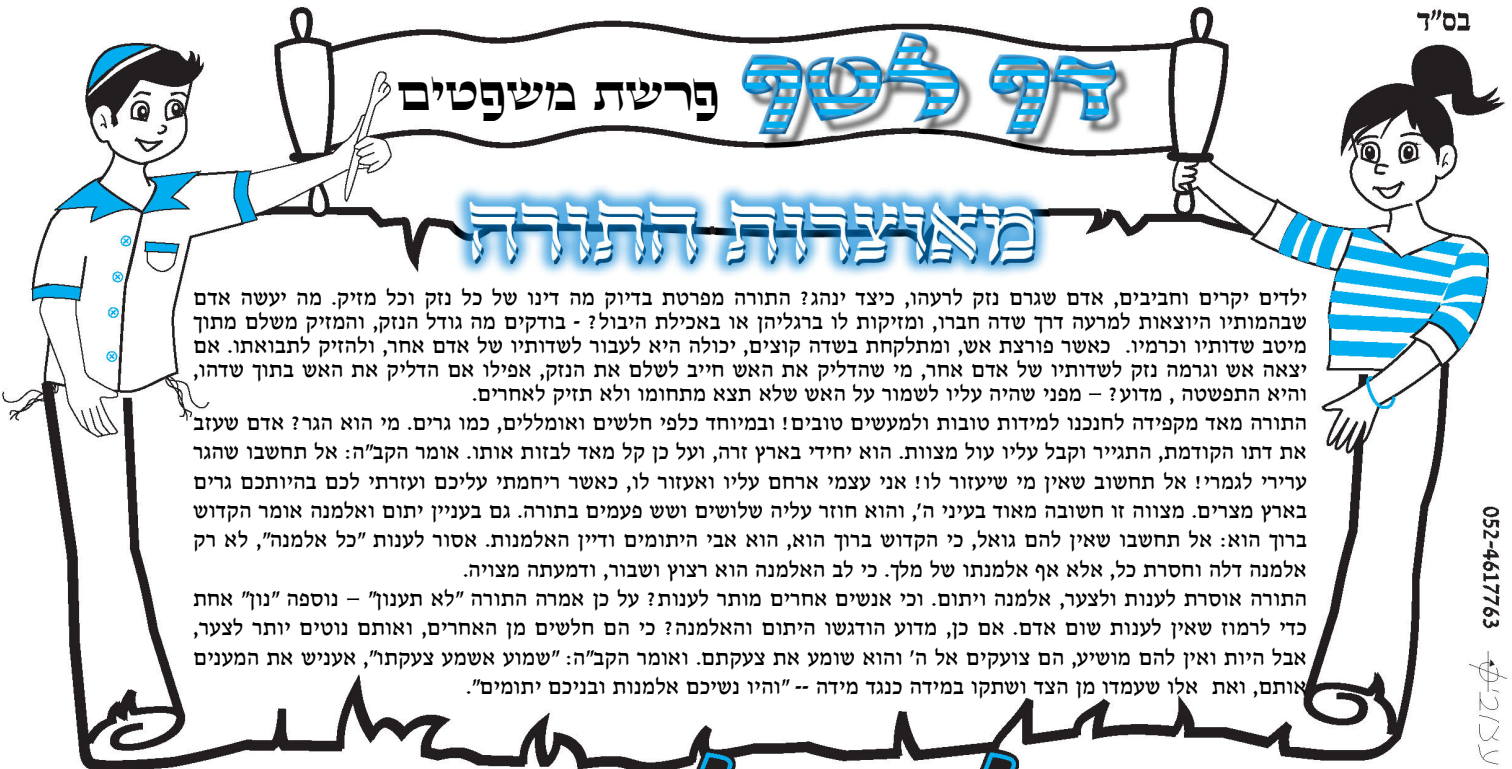 בס"ד
דף לטף פרשת משפטים
מאוצרות התורה
ילדים יקרים וחביבים, אדם שגרם נזק לרעהו, כיצד ינהג? התורה מפרטת בדיוק מה דינו של כל נזק וכל מזיק. מה יעשה אדם
שבהמותיו היוצאות למרעה דרך שדה חברו, ומזיקות לו ברגליהן או באכילת היבול? - בודקים מה גודל הנזק, והמזיק משלם מתוך
מיטב שדותיו וכרמיו. כאשר פורצת אש, ומתלקחת בשדה קוצים, יכולה היא לעבור לשדותיו של אדם אחר, ולהזיק לתבואתו. אם
יצאה אש וגרמה נזק לשדותיו של אדם אחר, מי שהדליק את האש חייב לשלם את הנזק, אפילו אם הדליק את האש בתוך שדהו,
והיא התפשטה , מדוע? – מפני שהיה עליו לשמור על האש שלא תצא מתחומו ולא תזיק לאחרים.
התורה מאד מקפידה לחנכנו למידות טובות ולמעשים טובים! ובמיוחד כלפי חלשים ואומללים, כמו גרים. מי הוא הגר? אדם שעזב
את דתו הקודמת, התגייר וקבל עליו עול מצוות. הוא יחידי בארץ זרה, ועל כן קל מאד לבזות אותו. אומר הקב"ה: אל תחשבו שהגר
ערירי לגמרי! אל תחשוב שאין מי שיעזור לו! אני עצמי ארחם עליו ואעזור לו, כאשר ריחמתי עליכם ועזרתי לכם בהיותכם גרים
בארץ מצרים. מצווה זו חשובה מאוד בעיני ה', והוא חוזר עליה שלושים ושש פעמים בתורה. גם בעניין יתום ואלמנה אומר הקדוש
ברוך הוא: אל תחשבו שאין להם גואל, כי הקדוש ברוך הוא, הוא אבי היתומים ודיין האלמנות. אסור לענות "כל אלמנה", לא רק
אלמנה דלה וחסרת כל, אלא אף אלמנתו של מלך. כי לב האלמנה הוא רצוץ ושבור, ודמעתה מצויה.
התורה אוסרת לענות ולצער, אלמנה ויתום. וכי אנשים אחרים מותר לענות? על כן אמרה התורה "לא תענון" – נוספה "נון" אחת
כדי לרמוז שאין לענות שום אדם. אם כן, מדוע הודגשו היתום והאלמנה? כי הם חלשים מן האחרים, ואותם נוטים יותר לצער,
אבל היות ואין להם מושיע, הם צועקים אל ה' והוא שומע את צעקתם. ואומר הקב"ה: "שמוע אשמע צעקתו", אעניש את המענים
אותם, ואת אלו שעמדו מן הצד ושתקו במידה כנגד מידה -- "והיו נשיכם אלמנות ובניכם יתומים".
052-4617763